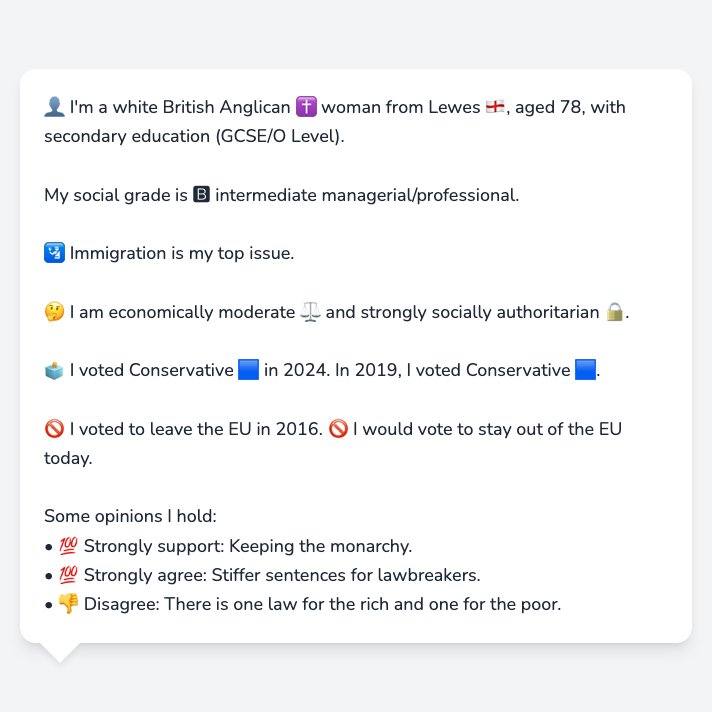 👤 I'm a white British Anglican ✝️ woman from Lewes 🏴󠁧󠁢󠁥󠁮󠁧󠁿, aged 78, with
secondary education (GCSE/O Level).
My social grade is 🅱 intermediate managerial/professional.
🛂 Immigration is my top issue.
🤔 I am economically moderate ⚖️ and strongly socially authoritarian 🔒.
🗳️ I voted Conservative 🟦 in 2024. In 2019, I voted Conservative 🟦.
🚫 I voted to leave the EU in 2016. 🚫 I would vote to stay out of the EU
today.
Some opinions I hold:
• 💯 Strongly support: Keeping the monarchy.
• 💯 Strongly agree: Stiffer sentences for lawbreakers.
• 👎 Disagree: There is one law for the rich and one for the poor.